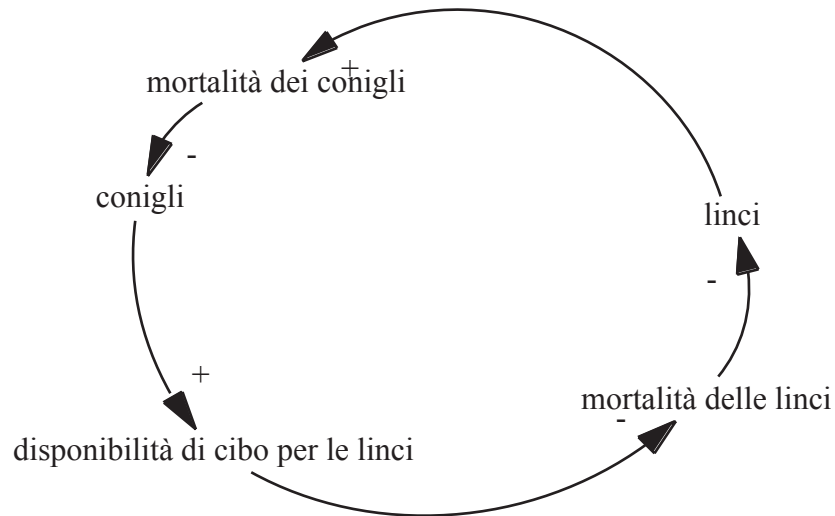 +
mortalità dei conigli
-
conigli
linci
-
+
mortalità delle linci
-
disponibilità di cibo per le linci